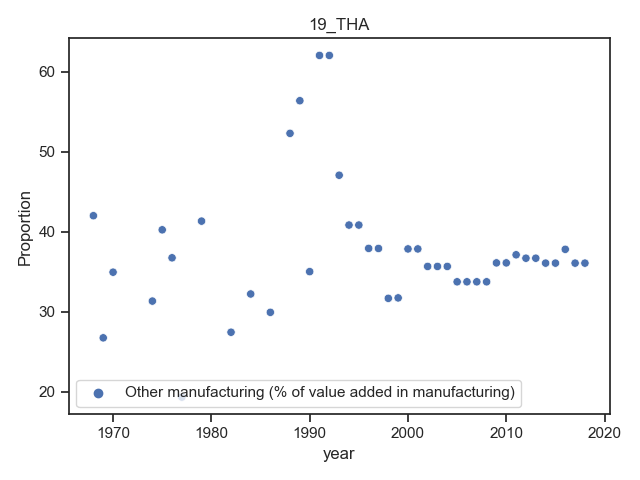 19_THA
60
50
40
30
20
Proportion
Other manufacturing (% of value added in manufacturing)
1970
1980
1990
2000
2010
2020
year